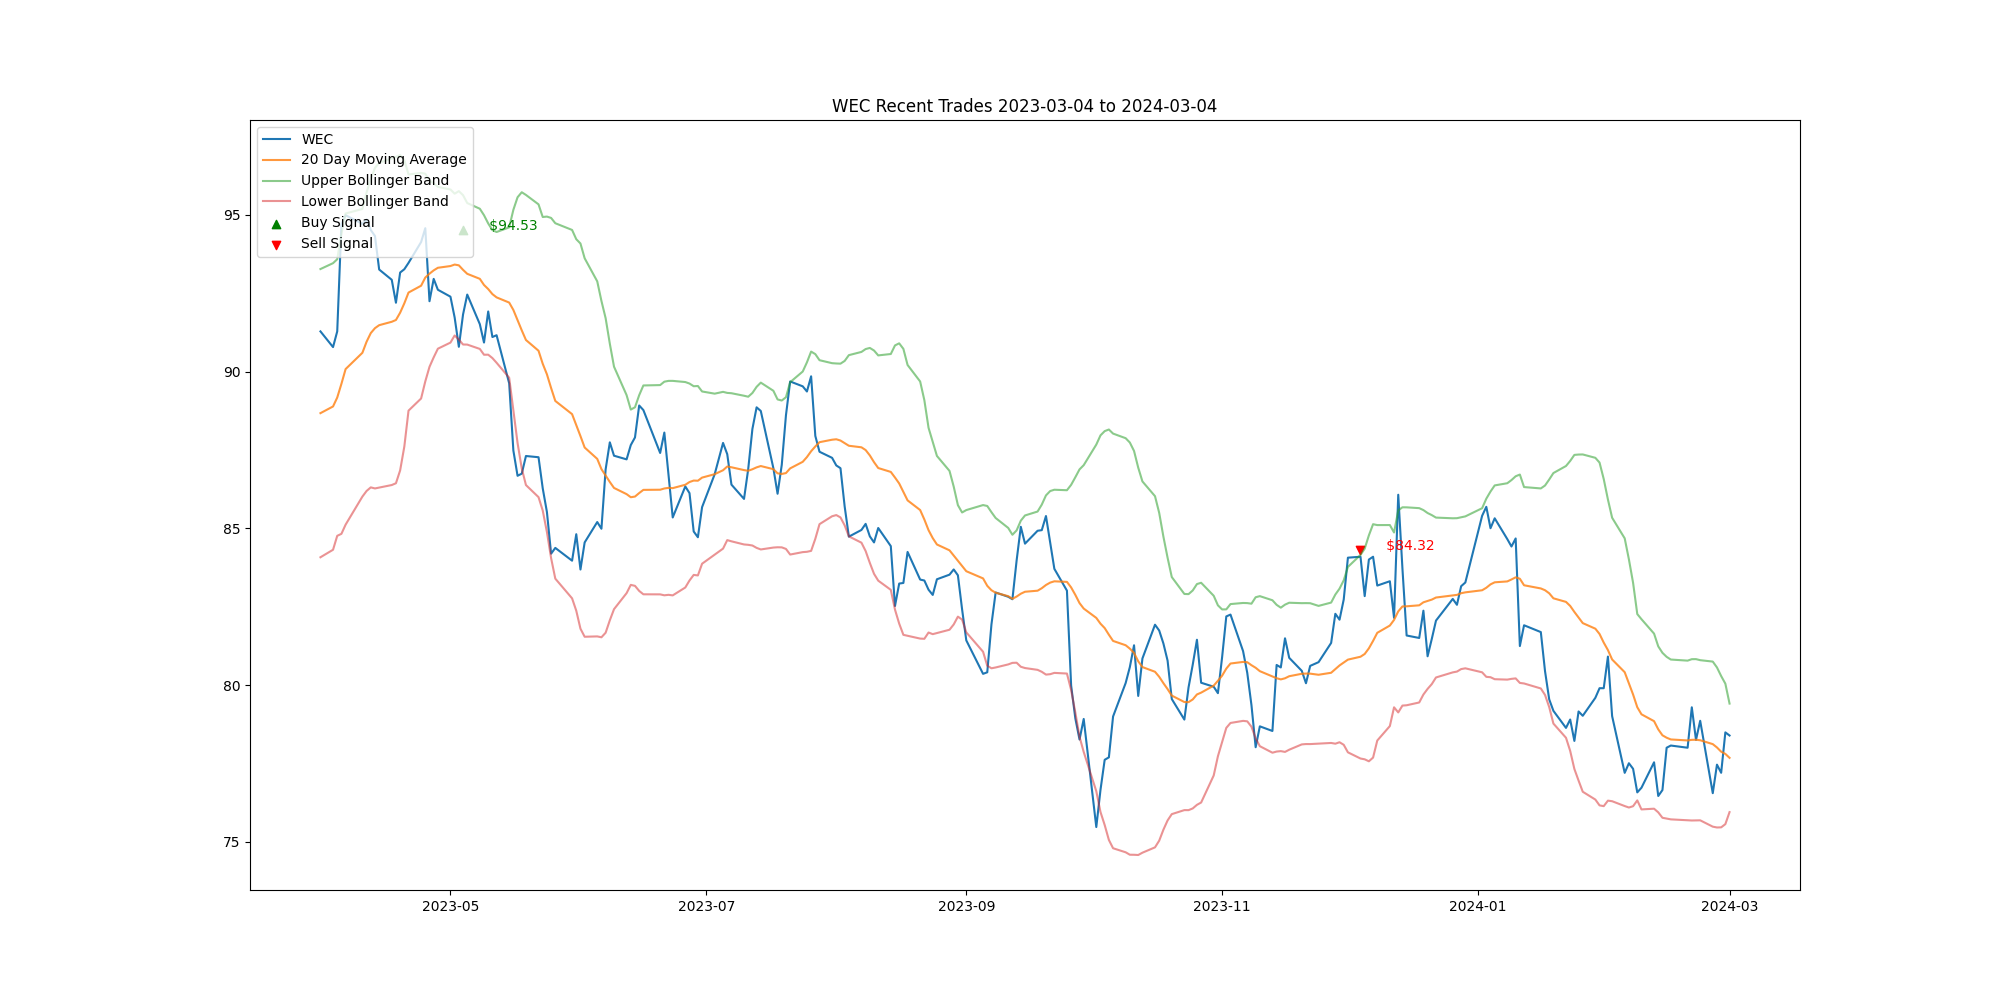 WEC Recent Trades 2023-03-04 to 2024-03-04
WEC
20 Day Moving Average
Upper Bollinger Band
Lower Bollinger Band
Buy Signal
Sell Signal
$94.53
$84.32
95
90
85
80
75
2023-05
2023-07
2023-09
2023-11
2024-01
2024-03